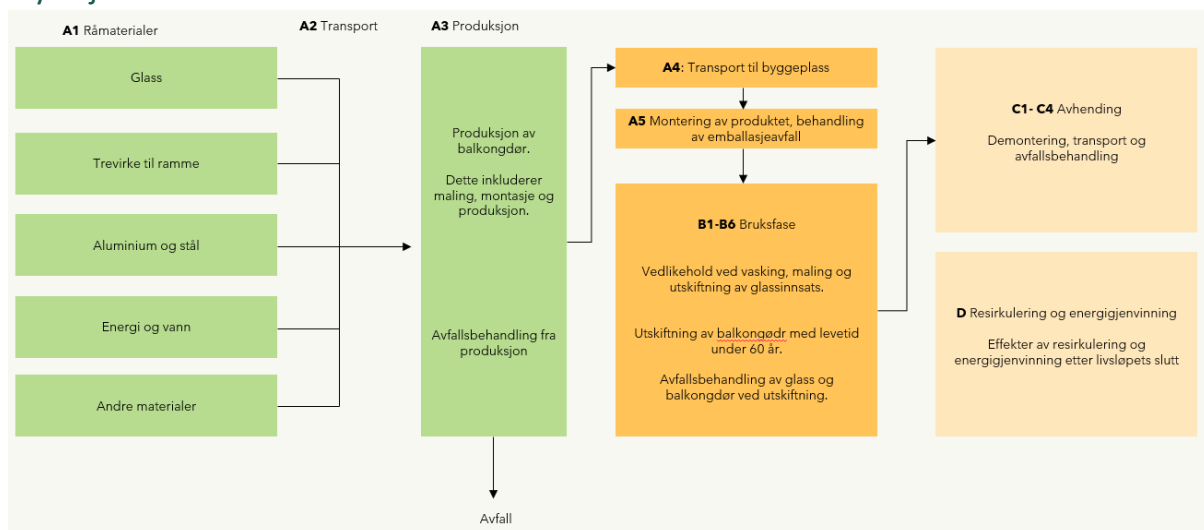 A1 Råmaterialer
A2 Transport
A3 Produksjon
Glass
Trevirke til ramme
Aluminium og stål
Energi og vann
Andre materialer
Produksjon av
balkongdør.
Dette inkluderer
maling, montasje og
produksjon.
Avfallsbehandling fra
produksjon
Avfall
A4: Transport til byggeplass
A5 Montering av produktet, behandling
av emballasjeavfall
B1-B6 Bruksfase
Vedlikehold ved vasking, maling og
utskiftning av glassinnsats.
Utskiftning av balkongødr med levetid
under 60 år.
Avfallsbehandling av glass og
balkongdør ved utskiftning.
C1- C4 Avhending
Demontering, transport og
avfallsbehandling
D Resirkulering og energigjenvinning
Effekter av resirkulering og
energigjenvinning etter livsløpets slutt